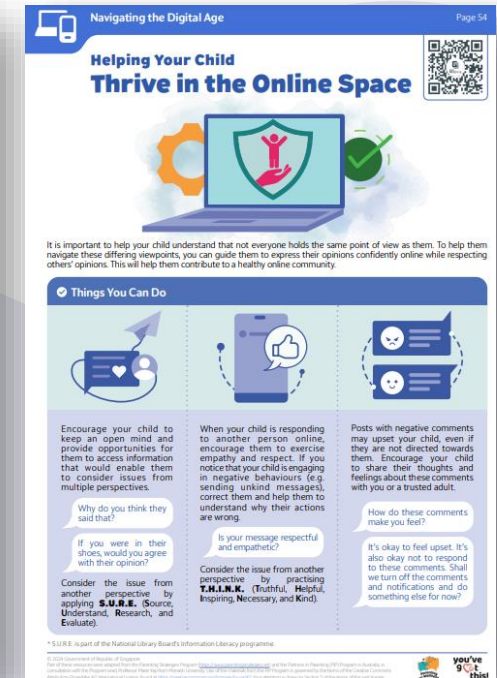 Navigating the Digital Age
Page 54
Helping Your Child
Thrive in the Online Space
It is important to help your child understand that not everyone holds the same point of view as them. To help them
navigate these differing viewpoints, you can guide them to express their opinions confidently online while respecting
others' opinions. This will help them contribute to a healthy online community.
Things You Can Do
Encourage your child to
keep an open mind and
provide opportunities for
them to access information
that would enable them
to consider issues from
multiple perspectives.
Why do you think they
said that?
If you were in their
shoes, would you agree
with their opinion?
Consider the issue from
another perspective by
applying S.U.R.E. (Source,
Understand, Research, and
Evaluate).
When your child is responding
to another person online,
encourage them to exercise
empathy and respect. If you
notice that your child is engaging
in negative behaviours (e.g.
sending unkind messages),
correct them and help them to
understand why their actions
are wrong.
Is your message respectful
and empathetic?
Consider the issue from another
perspective by practising
T.H.I.N.K. (Truthful, Helpful,
Inspiring, Necessary, and Kind).
Posts with negative comments
may upset your child, even if
they are not directed towards
them. Encourage your child
to share their thoughts and
feelings about these comments
with you or a trusted adult.
How do these comments
make you feel?
It's okay to feel upset. It's
also okay not to respond
to these comments. Shall
we turn off the comments
and notifications and do
something else for now?
* S.U.R.E. is part of the National Library Board's Information Literacy programme.
© 2024 Government of Republic of Singapore
you've
got
this!